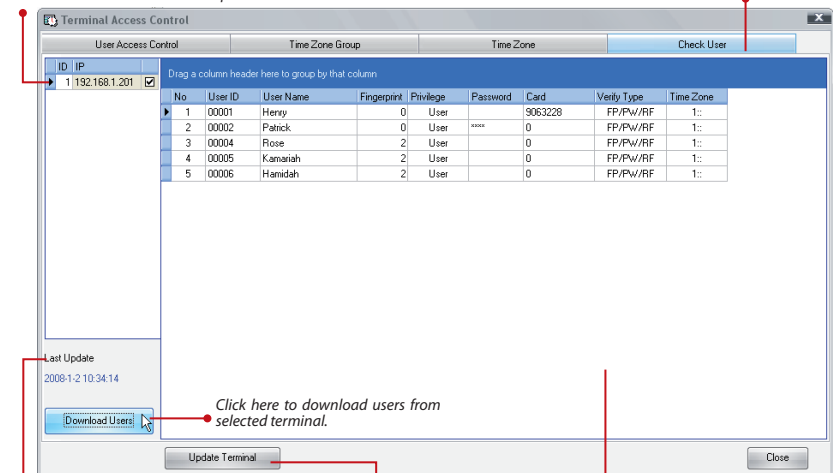 Terminal Access Control
User Access Control Time Zone Group Time Zone Check User
ID IP
1 192.168.1.201
Drag a column header here to group by that column
No User ID User Name Fingerprint Privilege Password Card Verify Type Time Zone
1 00001 Henry 0 User 9063228 FP/PW/RF 1::
2 00002 Patrick 0 User **** 0 FP/PW/RF 1::
3 00004 Rose 2 User 0 FP/PW/RF 1::
4 00005 Kamariah 2 User 0 FP/PW/RF 1::
5 00006 Hamidah 2 User 0 FP/PW/RF 1::
Last Update
2008-1-2 10:34:14
Download Users
Click here to download users from
selected terminal.
Update Terminal
Close